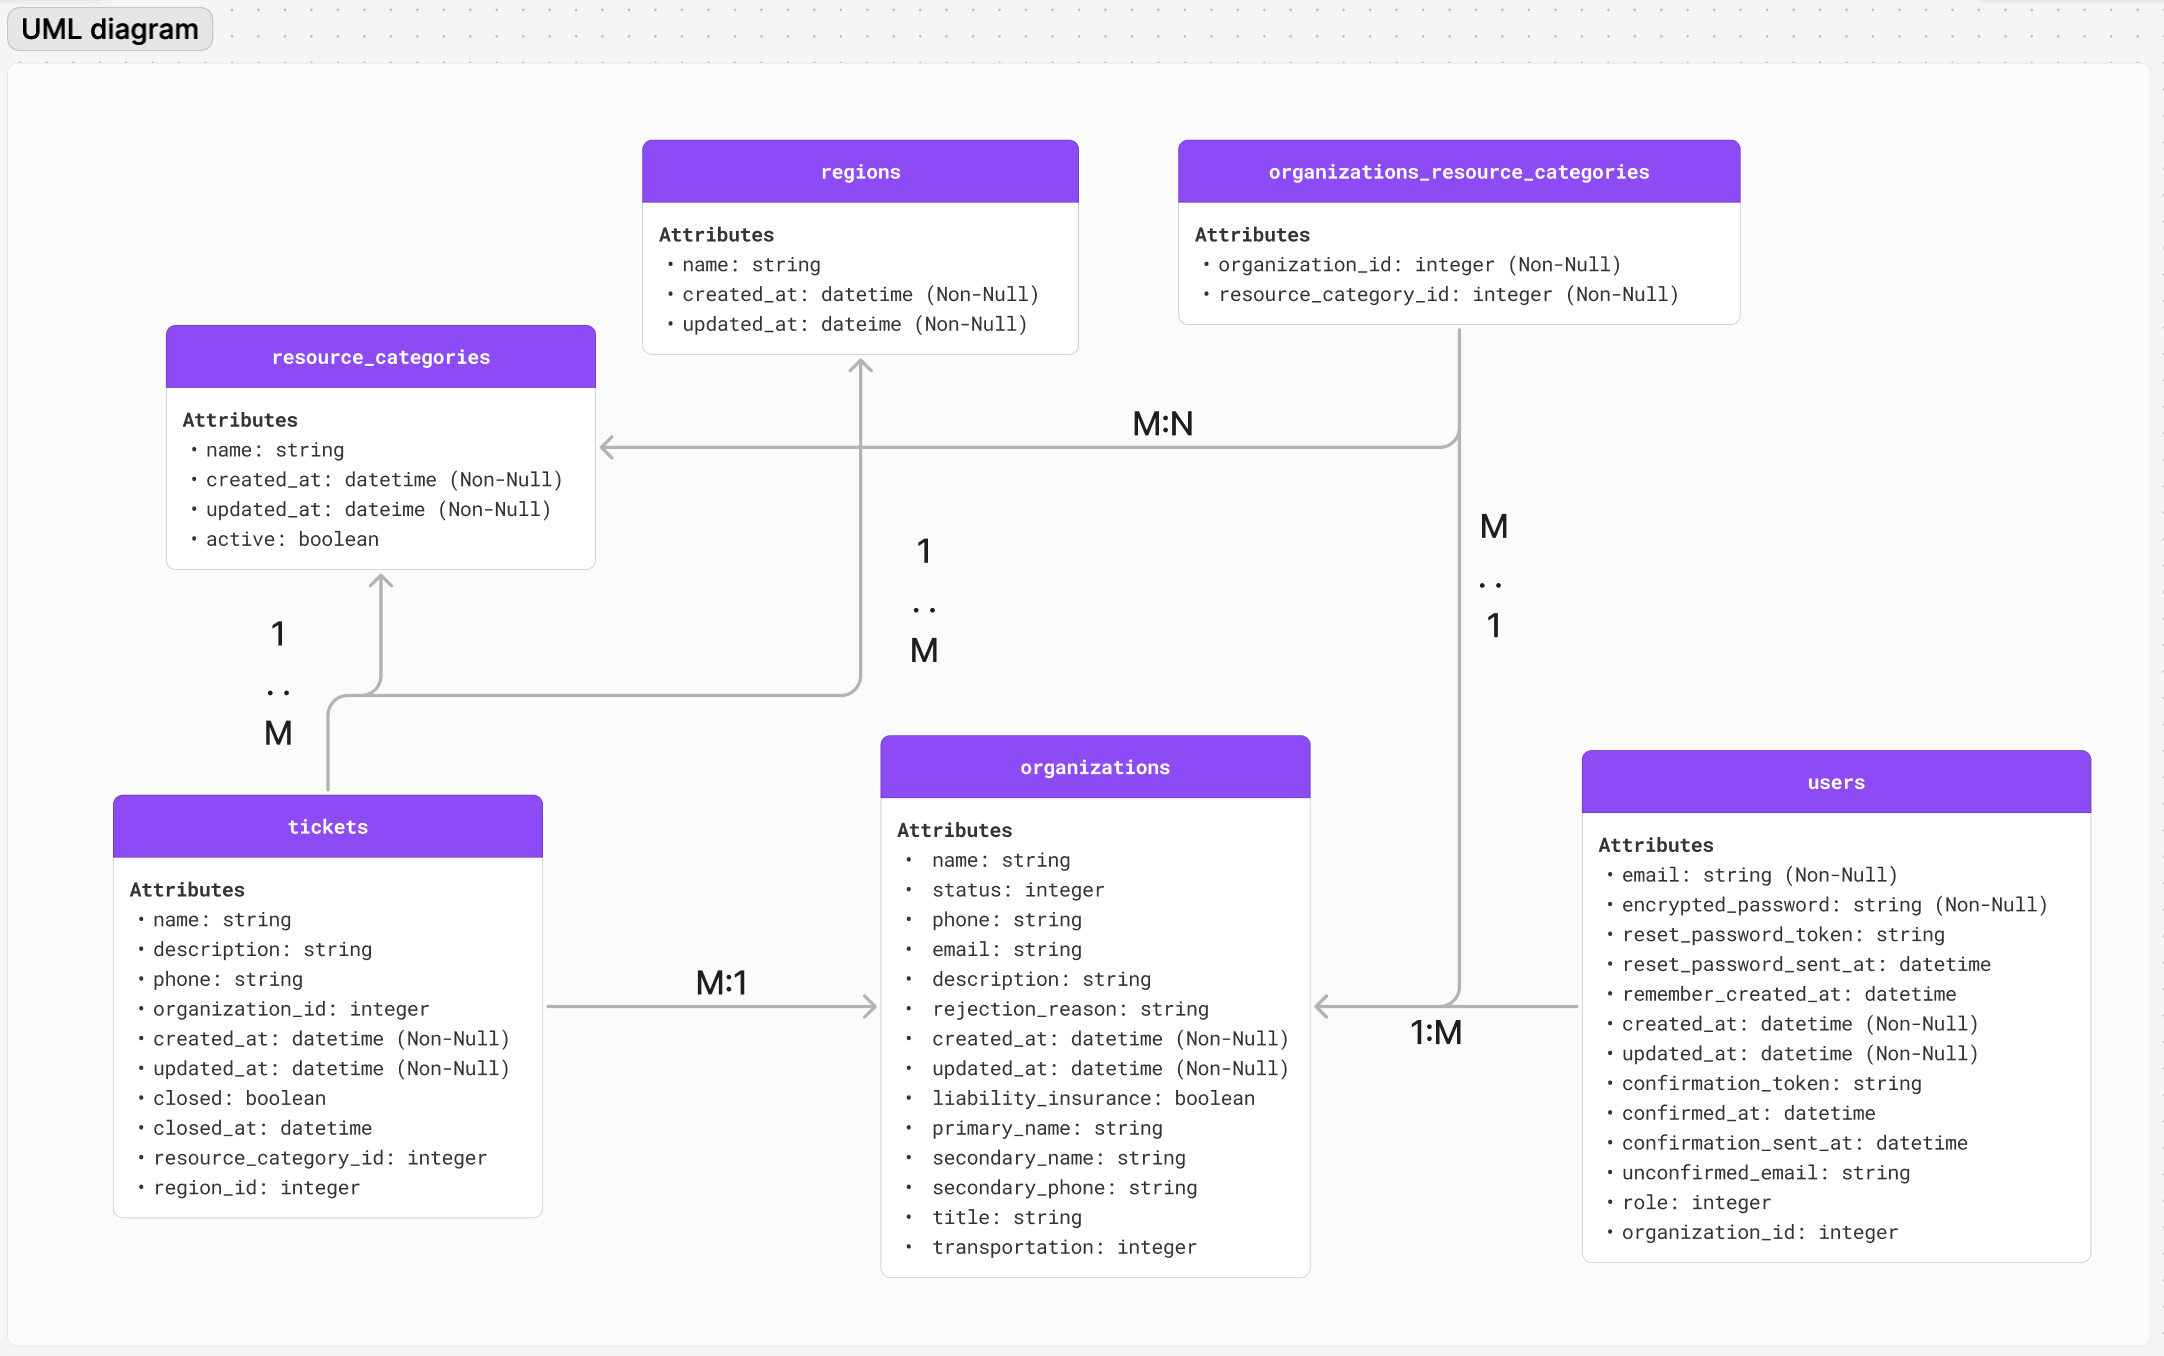 UML diagram
regions
Attributes
• name: string
• created_at: datetime (Non-Null)
• updated_at: dateime (Non-Null)
organizations_resource_categories
Attributes
• organization_id: integer (Non-Null)
• resource_category_id: integer (Non-Null)
resource_categories
Attributes
• name: string
• created_at: datetime (Non-Null)
• updated_at: dateime (Non-Null)
• active: boolean
M:N
1
..
M
1
..
M
M
..
1
tickets
Attributes
• name: string
• description: string
• phone: string
• organization_id: integer
• created_at: datetime (Non-Null)
• updated_at: datetime (Non-Null)
• closed: boolean
• closed_at: datetime
• resource_category_id: integer
• region_id: integer
M:1
organizations
Attributes
• name: string
• status: integer
• phone: string
• email: string
• description: string
• rejection_reason: string
• created_at: datetime (Non-Null)
• updated_at: datetime (Non-Null)
• liability_insurance: boolean
• primary_name: string
• secondary_name: string
• secondary_phone: string
• title: string
• transportation: integer
1:M
users
Attributes
• email: string (Non-Null)
• encrypted_password: string (Non-Null)
• reset_password_token: string
• reset_password_sent_at: datetime
• remember_created_at: datetime
• created_at: datetime (Non-Null)
• updated_at: datetime (Non-Null)
• confirmation_token: string
• confirmed_at: datetime
• confirmation_sent_at: datetime
• unconfirmed_email: string
• role: integer
• organization_id: integer